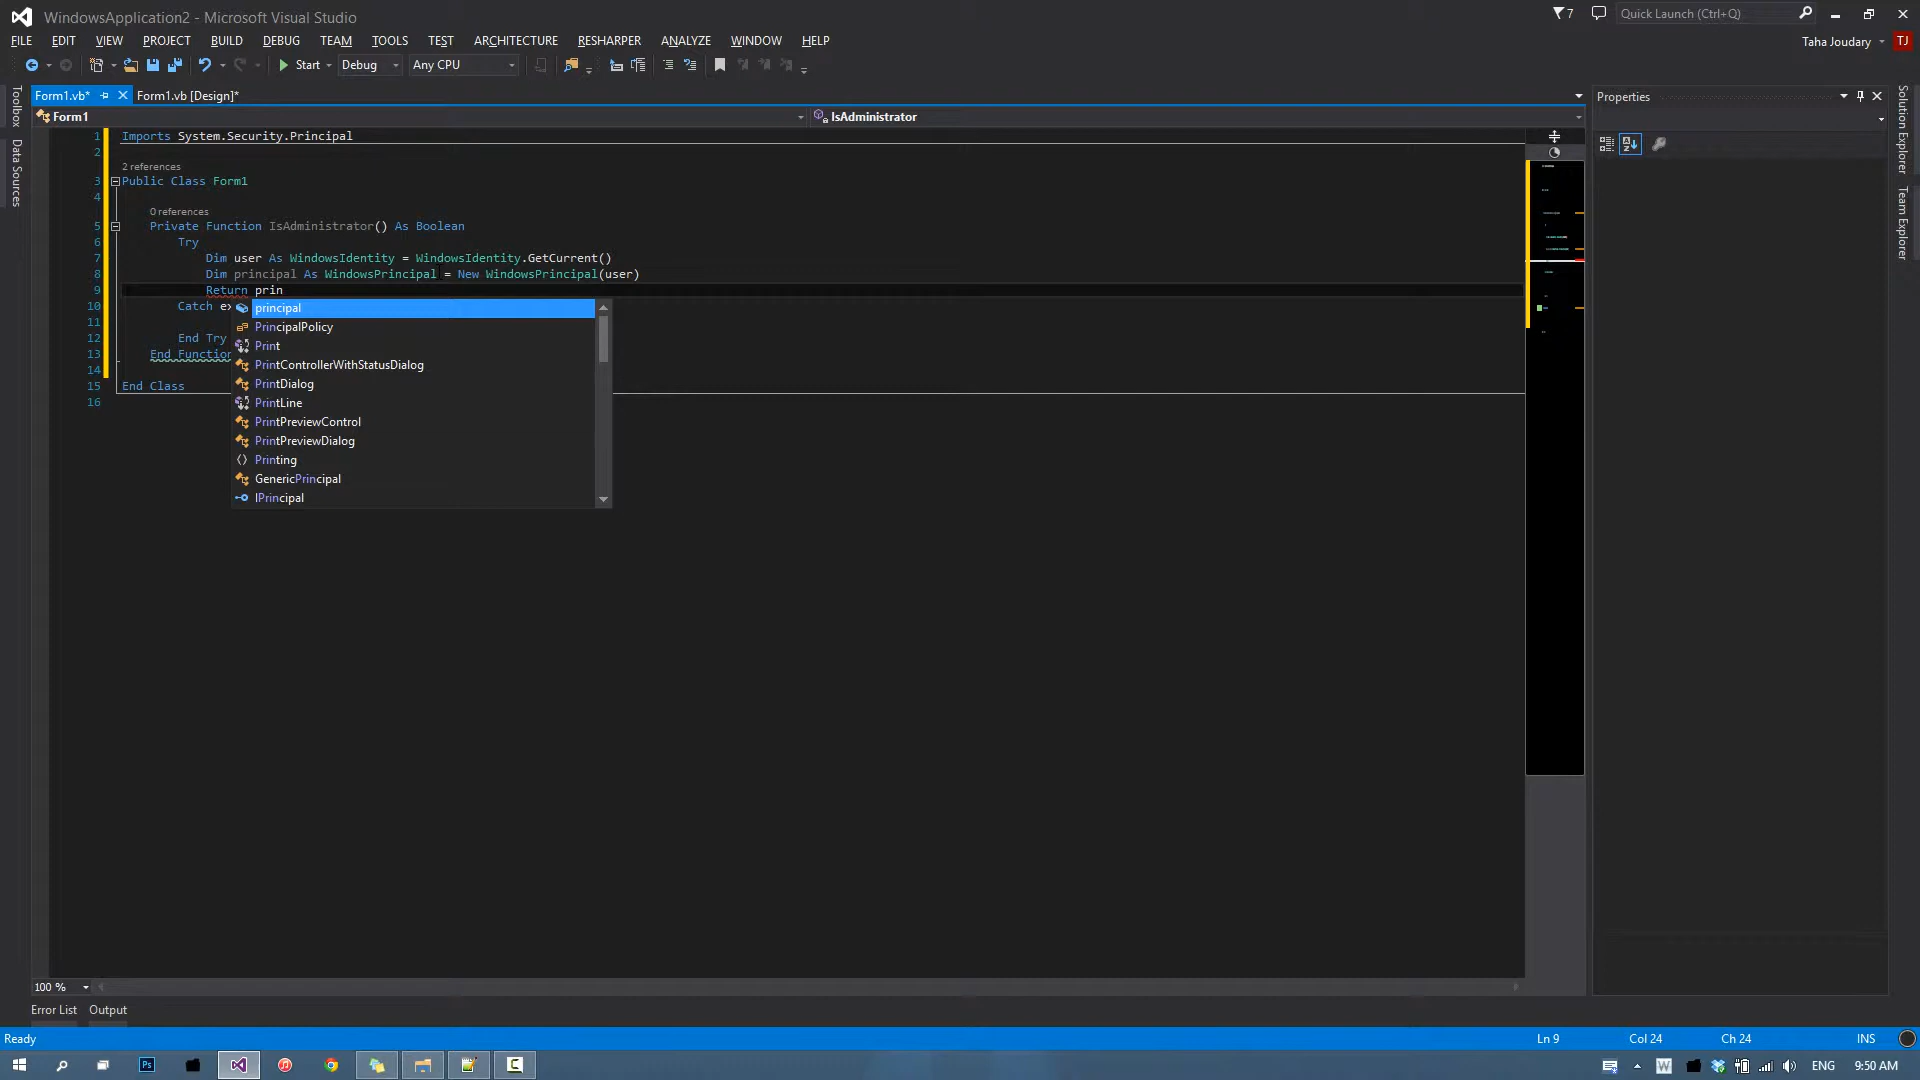 WindowsApplication2 - Microsoft Visual Studio
7
Quick Launch (Ctrl+Q)
FILE EDIT VIEW PROJECT BUILD DEBUG TEAM TOOLS TEST ARCHITECTURE RESHARPER ANALYZE WINDOW HELP
Taha Joudary TJ
Start Debug Any CPU
Form1.vb* Form1.vb [Design]*
Properties
Toolbox
Data Sources
Solution Explorer
Team Explorer
Form1 IsAdministrator
1 Imports System.Security.Principal
2
2 references
3 Public Class Form1
4
0 references
5 Private Function IsAdministrator() As Boolean
6 Try
7 Dim user As WindowsIdentity = WindowsIdentity.GetCurrent()
8 Dim principal As WindowsPrincipal = New WindowsPrincipal(user)
9 Return prin
10 Catch ex
11
12 End Try
13 End Function
14
15 End Class
16
principal
PrincipalPolicy
Print
PrintControllerWithStatusDialog
PrintDialog
PrintLine
PrintPreviewControl
PrintPreviewDialog
Printing
GenericPrincipal
IPrincipal
100 %
Error List Output
Ready Ln 9 Col 24 Ch 24 INS
Ps W ENG 9:50 AM